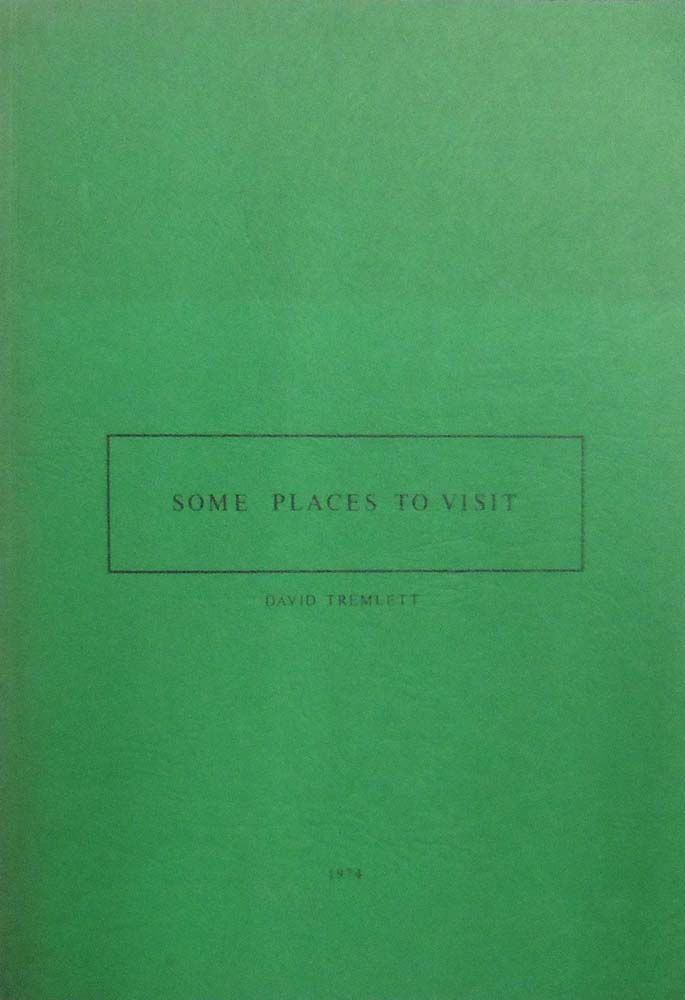 SOME PLACES TO VISIT
DAVID TREMLETT
1974